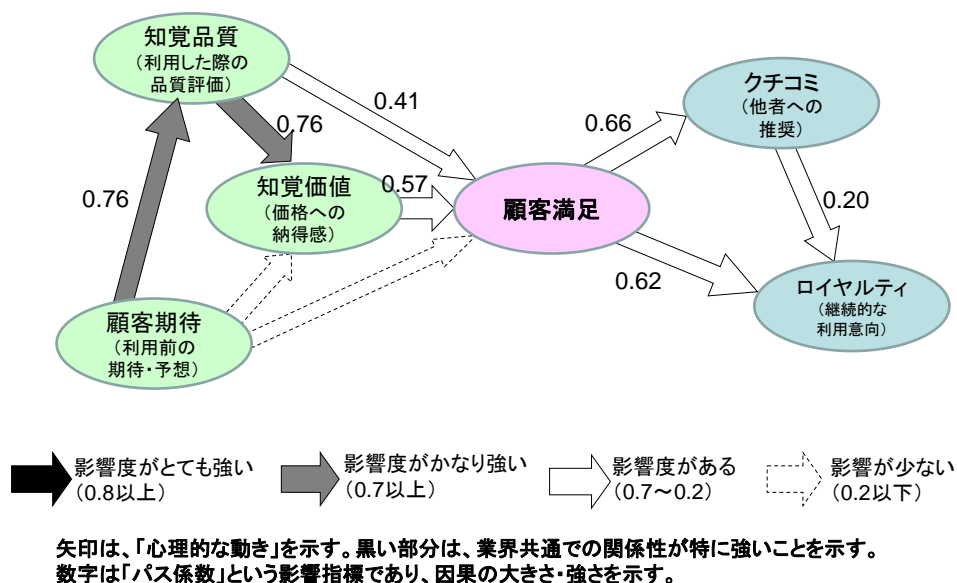 知覚品質
（利用した際の
品質評価）
0.41
0.76
0.76
知覚価値
（価格への
納得感）
0.57
顧客満足
0.66
クチコミ
（他者への
推奨）
0.20
0.62
ロイヤルティ
（継続的な
利用意向）
顧客期待
（利用前の
期待・予想）
影響度がとても強い
（0.8以上）
影響度がかなり強い
（0.7以上）
影響度がある
（0.7～0.2）
影響が少ない
（0.2以下）
矢印は、「心理的な動き」を示す。黒い部分は、業界共通での関係性が特に強いことを示す。
数字は「パス係数」という影響指標であり、因果の大きさ・強さを示す。